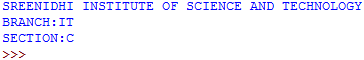 SREENIDHI INSTITUTE OF SCIENCE AND TECHNOLOGY
BRANCH:IT
SECTION:C
>>>